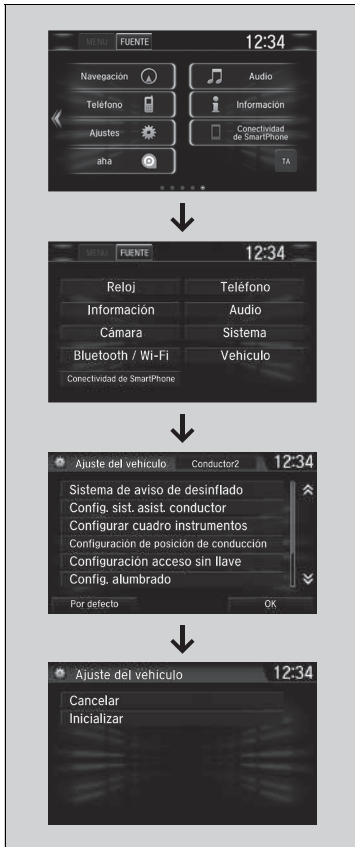 MENU FUENTE 12:34
Navegación Audio
Teléfono Información
Ajustes Conectividad
de SmartPhone
aha TA
MENU FUENTE 12:34
Reloj Teléfono
Información Audio
Cámara Sistema
Bluetooth / Wi-Fi Vehículo
Conectividad de SmartPhone
Ajuste del vehículo Conductor2 12:34
Sistema de aviso de desinflado
Config. sist. asist. conductor
Configurar cuadro instrumentos
Configuración de posición de conducción
Configuración acceso sin llave
Config. alumbrado
Por defecto OK
Ajuste del vehículo 12:34
Cancelar
Inicializar